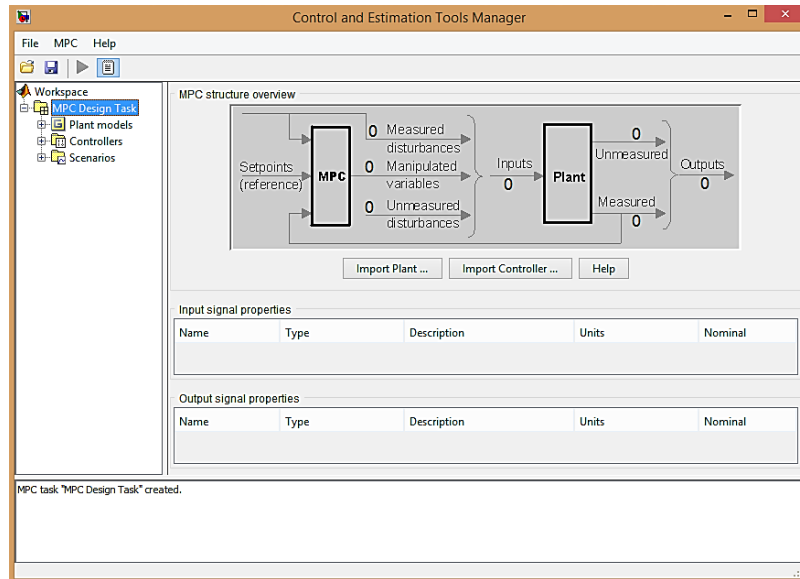 Control and Estimation Tools Manager
File MPC Help
Workspace
MPC Design Task
Plant models
Controllers
Scenarios
MPC structure overview
Setpoints
(reference)
MPC
0 Measured
disturbances
0 Manipulated
variables
0 Unmeasured
disturbances
Inputs
0
Plant
0
Unmeasured
Measured
0
Outputs
0
Import Plant ...
Import Controller ...
Help
Input signal properties
Name Type Description Units Nominal
Output signal properties
Name Type Description Units Nominal
MPC task "MPC Design Task" created.